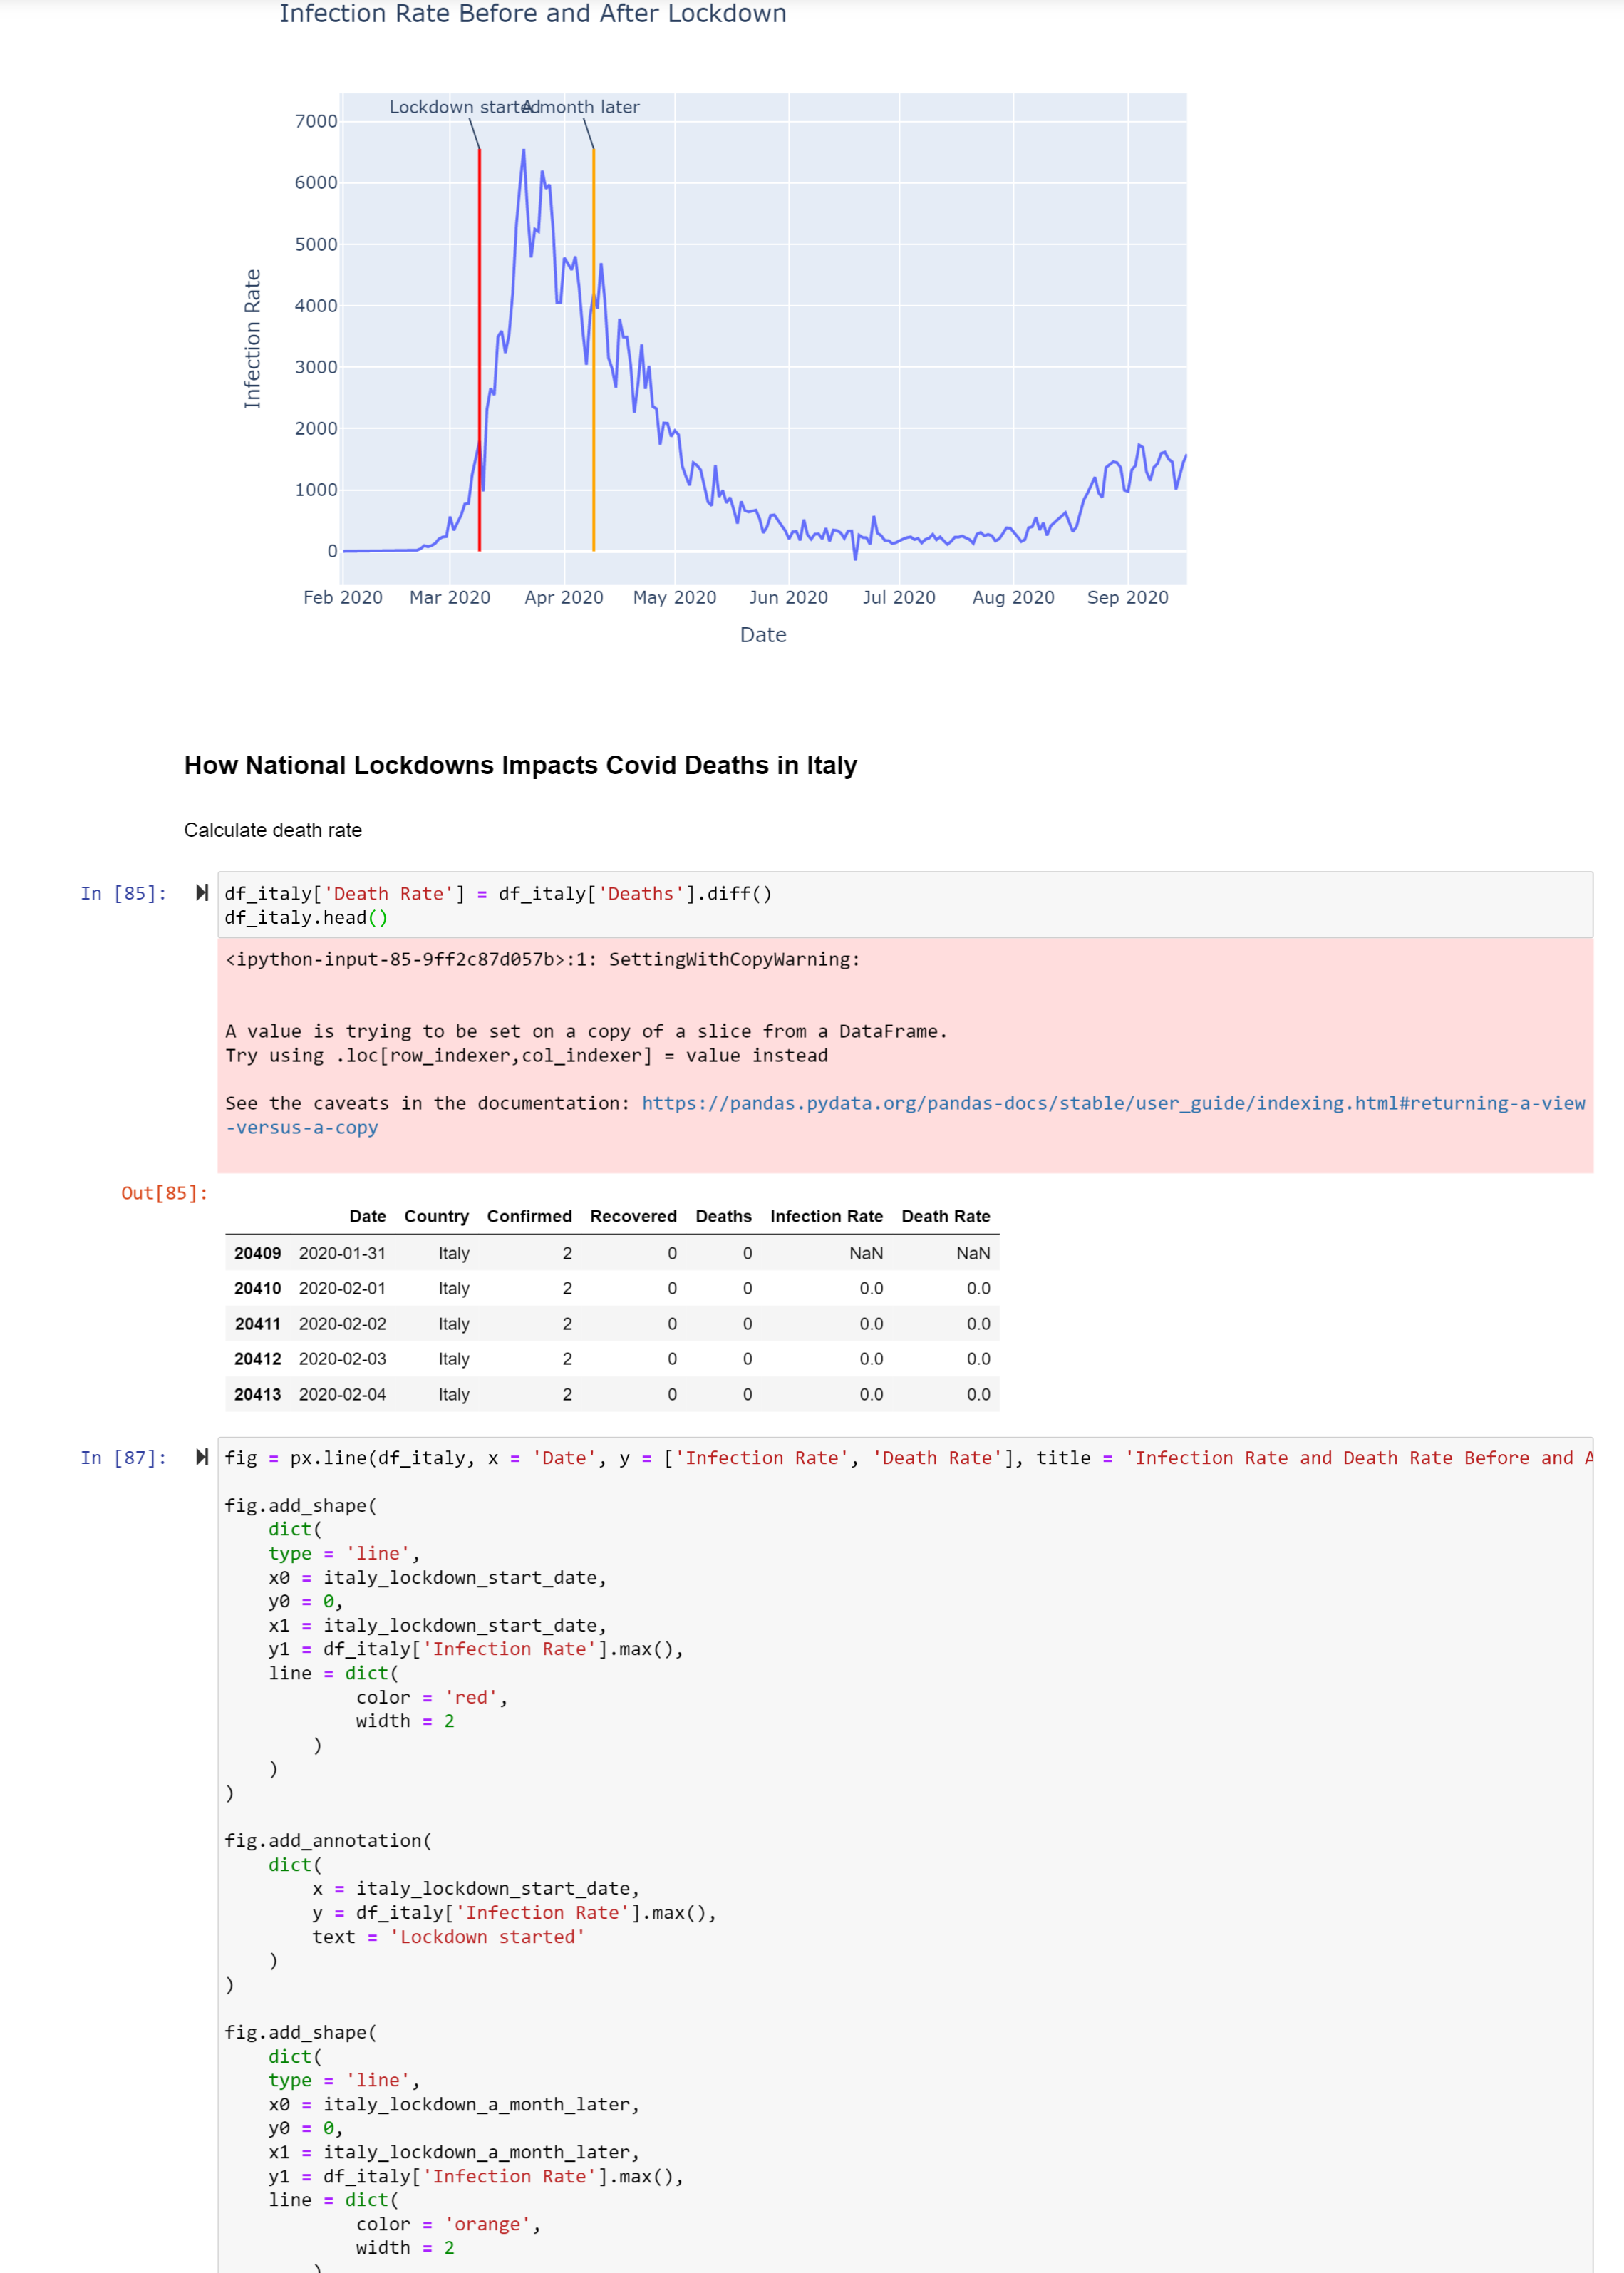 Infection Rate Before and After Lockdown
Lockdown started
A month later
7000
6000
5000
4000
3000
2000
1000
0
Infection Rate
Feb 2020 Mar 2020 Apr 2020 May 2020 Jun 2020 Jul 2020 Aug 2020 Sep 2020
Date
How National Lockdowns Impacts Covid Deaths in Italy
Calculate death rate
In [85]:
df_italy['Death Rate'] = df_italy['Deaths'].diff()
df_italy.head()
<ipython-input-85-9ff2c87d057b>:1: SettingWithCopyWarning:
A value is trying to be set on a copy of a slice from a DataFrame.
Try using .loc[row_indexer,col_indexer] = value instead
See the caveats in the documentation: https://pandas.pydata.org/pandas-docs/stable/user_guide/indexing.html#returning-a-view
-versus-a-copy
Out[85]:
Date Country Confirmed Recovered Deaths Infection Rate Death Rate
20409 2020-01-31 Italy 2 0 0 NaN NaN
20410 2020-02-01 Italy 2 0 0 0.0 0.0
20411 2020-02-02 Italy 2 0 0 0.0 0.0
20412 2020-02-03 Italy 2 0 0 0.0 0.0
20413 2020-02-04 Italy 2 0 0 0.0 0.0
In [87]:
fig = px.line(df_italy, x = 'Date', y = ['Infection Rate', 'Death Rate'], title = 'Infection Rate and Death Rate Before and A
fig.add_shape(
dict(
type = 'line',
x0 = italy_lockdown_start_date,
y0 = 0,
x1 = italy_lockdown_start_date,
y1 = df_italy['Infection Rate'].max(),
line = dict(
color = 'red',
width = 2
)
)
)
fig.add_annotation(
dict(
x = italy_lockdown_start_date,
y = df_italy['Infection Rate'].max(),
text = 'Lockdown started'
)
)
fig.add_shape(
dict(
type = 'line',
x0 = italy_lockdown_a_month_later,
y0 = 0,
x1 = italy_lockdown_a_month_later,
y1 = df_italy['Infection Rate'].max(),
line = dict(
color = 'orange',
width = 2
)